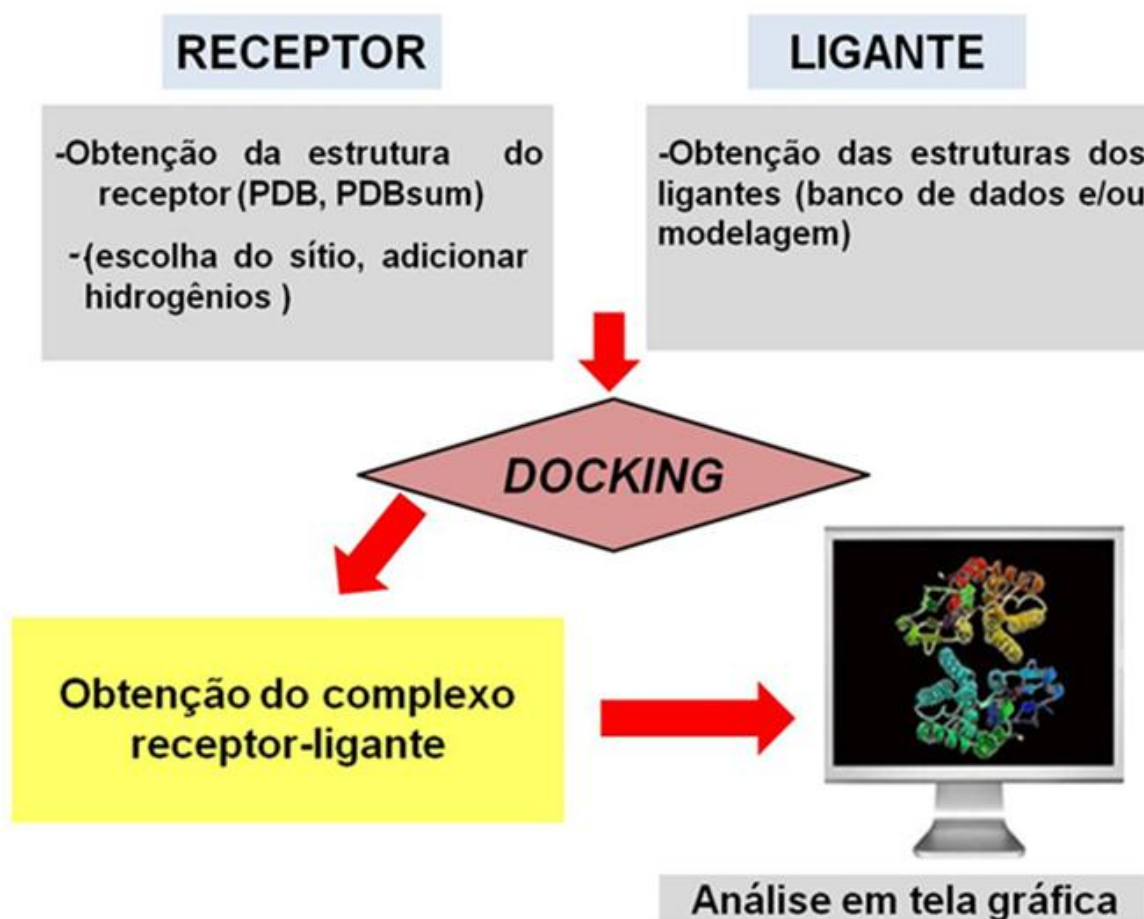 RECEPTOR
-Obtenção da estrutura do
receptor (PDB, PDBsum)
-(escolha do sítio, adicionar
hidrogênios )
LIGANTE
-Obtenção das estruturas dos
ligantes (banco de dados e/ou
modelagem)
DOCKING
Obtenção do complexo
receptor-ligante
Análise em tela gráfica